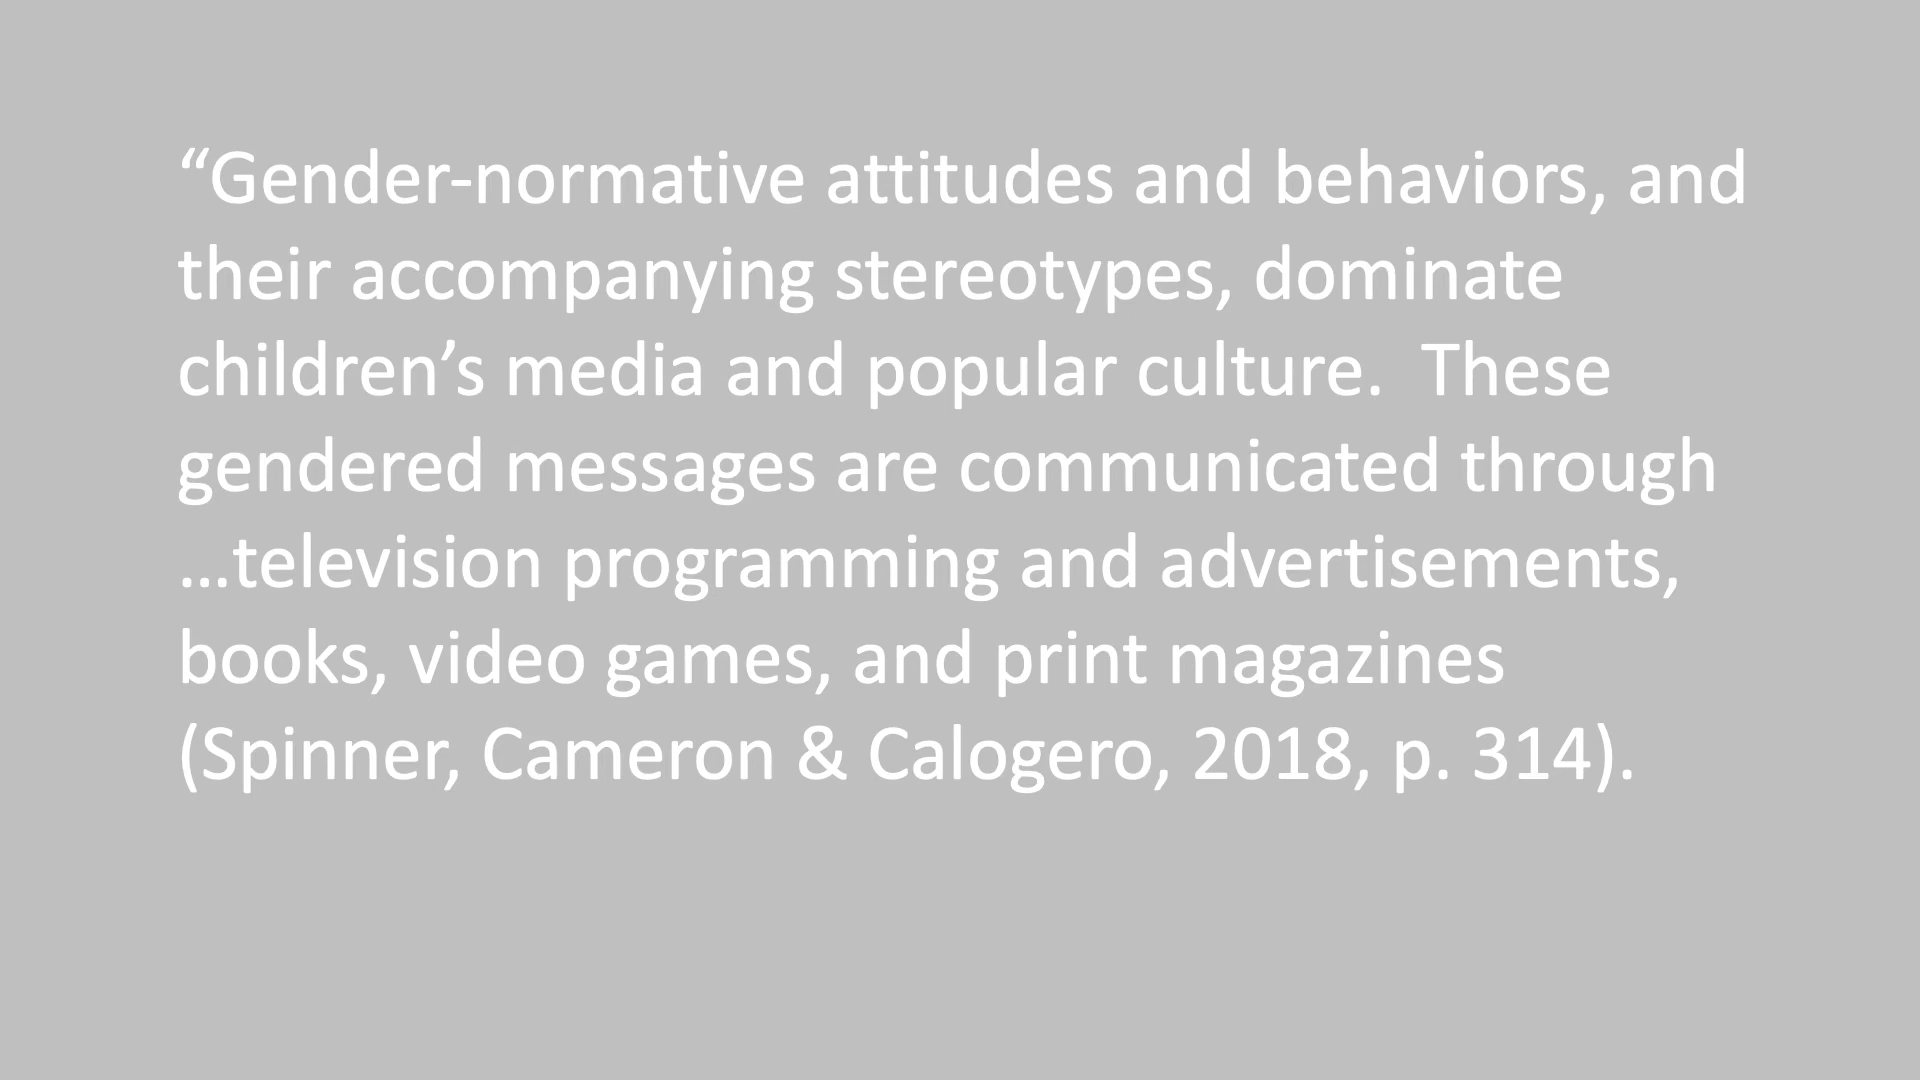 “Gender-normative attitudes and behaviors, and
their accompanying stereotypes, dominate
children’s media and popular culture.  These
gendered messages are communicated through
…television programming and advertisements,
books, video games, and print magazines
(Spinner, Cameron & Calogero, 2018, p. 314).